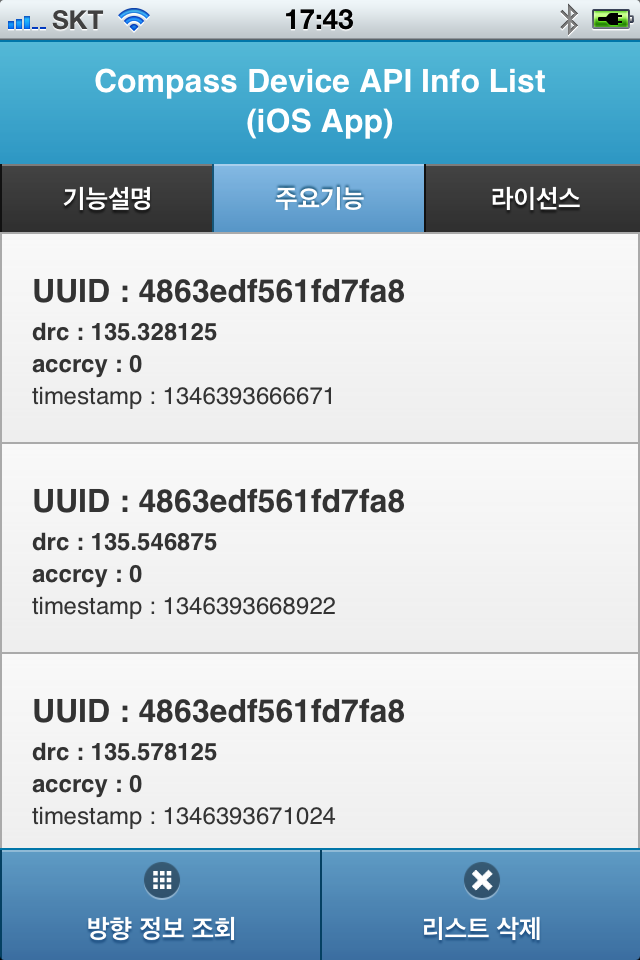 SKT 17:43
Compass Device API Info List
(iOS App)
기능설명 주요기능 라이선스
UUID : 4863edf561fd7fa8
drc : 135.328125
accrcy : 0
timestamp : 1346393666671
UUID : 4863edf561fd7fa8
drc : 135.546875
accrcy : 0
timestamp : 1346393668922
UUID : 4863edf561fd7fa8
drc : 135.578125
accrcy : 0
timestamp : 1346393671024
방향 정보 조회 리스트 삭제